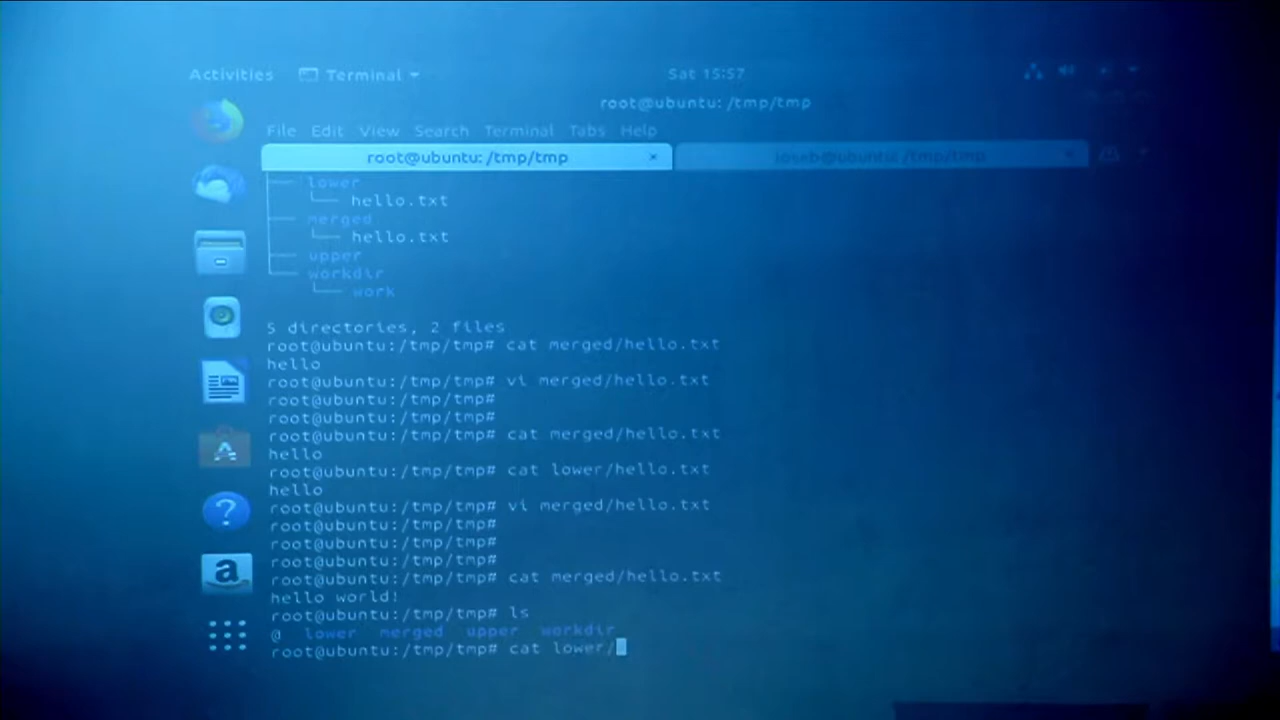 Activities Terminal Sat 15:57
root@ubuntu: /tmp/tmp
File Edit View Search Terminal Tabs Help
root@ubuntu: /tmp/tmp × ioseb@ubuntu: /tmp/tmp ×
├── lower
└── hello.txt
├── merged
└── hello.txt
├── upper
└── workdir
└── work
5 directories, 2 files
root@ubuntu:/tmp/tmp# cat merged/hello.txt
hello
root@ubuntu:/tmp/tmp# vi merged/hello.txt
root@ubuntu:/tmp/tmp#
root@ubuntu:/tmp/tmp#
root@ubuntu:/tmp/tmp# cat merged/hello.txt
hello
root@ubuntu:/tmp/tmp# cat lower/hello.txt
hello
root@ubuntu:/tmp/tmp# vi merged/hello.txt
root@ubuntu:/tmp/tmp#
root@ubuntu:/tmp/tmp#
root@ubuntu:/tmp/tmp#
root@ubuntu:/tmp/tmp# cat merged/hello.txt
hello world!
root@ubuntu:/tmp/tmp# ls
@ lower merged upper workdir
root@ubuntu:/tmp/tmp# cat lower/